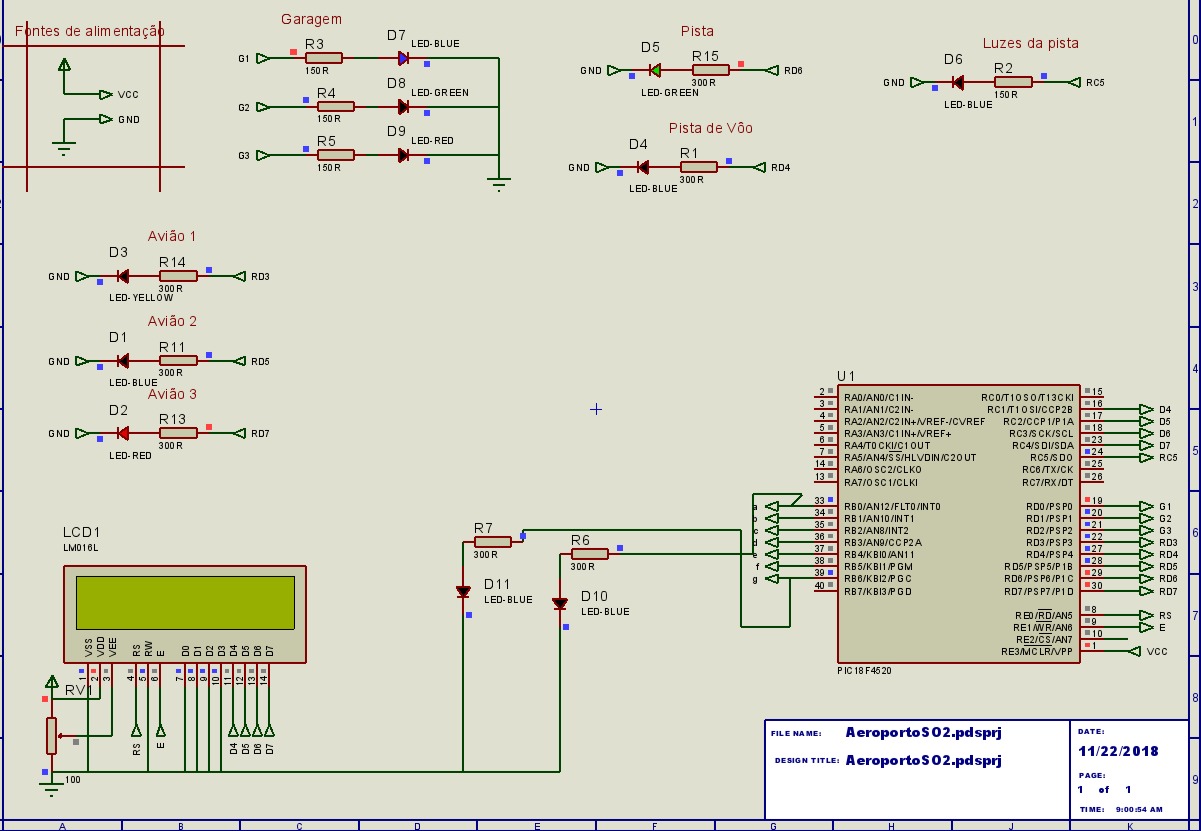 Fontes de alimentação
VCC
GND
Garagem
G1
R3
150R
D7
LED-BLUE
G2
R4
150R
D8
LED-GREEN
G3
R5
150R
D9
LED-RED
Pista
GND
D5
LED-GREEN
R15
300R
RD6
Pista de Vôo
GND
D4
LED-BLUE
R1
300R
RD4
Luzes da pista
GND
D6
LED-BLUE
R2
150R
RC5
Avião 1
GND
D3
LED-YELLOW
R14
300R
RD3
Avião 2
GND
D1
LED-BLUE
R11
300R
RD5
Avião 3
GND
D2
LED-RED
R13
300R
RD7
LCD1
LM016L
VSS VDD VEE RS RW E D0 D1 D2 D3 D4 D5 D6 D7
1 2 3 4 5 6 7 8 9 10 11 12 13 14
RS E D4 D5 D6 D7
RV1
100
R7
300R
D11
LED-BLUE
R6
300R
D10
LED-BLUE
a
b
c
d
e
f
g
U1
2 RA0/AN0/C1IN-
3 RA1/AN1/C2IN-
4 RA2/AN2/C2IN+/VREF-/CVREF
5 RA3/AN3/C1IN+/VREF+
6 RA4/T0CKI/C1OUT
7 RA5/AN4/SS/HLVDIN/C2OUT
14 RA6/OSC2/CLKO
13 RA7/OSC1/CLKI
33 RB0/AN12/FLT0/INT0
34 RB1/AN10/INT1
35 RB2/AN8/INT2
36 RB3/AN9/CCP2A
37 RB4/KBI0/AN11
38 RB5/KBI1/PGM
39 RB6/KBI2/PGC
40 RB7/KBI3/PGD
RC0/T1OSO/T13CKI 15
RC1/T1OSI/CCP2B 16 D4
RC2/CCP1/P1A 17 D5
RC3/SCK/SCL 18 D6
RC4/SDI/SDA 23 D7
RC5/SDO 24 RC5
RC6/TX/CK 25
RC7/RX/DT 26
RD0/PSP0 19 G1
RD1/PSP1 20 G2
RD2/PSP2 21 G3
RD3/PSP3 22 RD3
RD4/PSP4 27 RD4
RD5/PSP5/P1B 28 RD5
RD6/PSP6/P1C 29 RD6
RD7/PSP7/P1D 30 RD7
RE0/RD/AN5 8 RS
RE1/WR/AN6 9 E
RE2/CS/AN7 10
RE3/MCLR/VPP 1 VCC
PIC18F4520
FILE NAME: AeroportoSO2.pdsprj
DESIGN TITLE: AeroportoSO2.pdsprj
DATE:
11/22/2018
PAGE:
1 of 1
TIME: 9:00:54 AM
0
1
2
3
4
5
6
7
8
9
A B C D E F G H J K